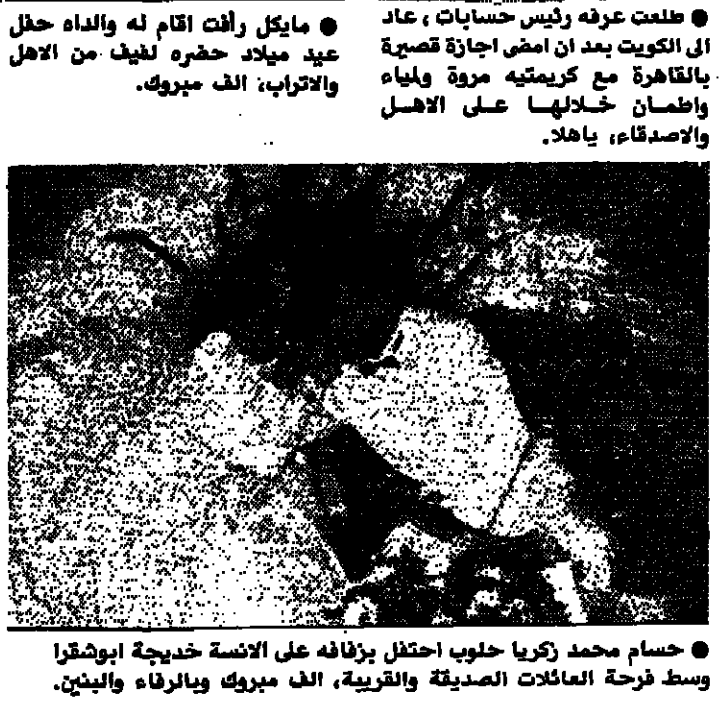 ● طلعت عرفه رئيس حسابات ، عاد
الى الكويت بعد ان امضى اجازة قصيرة
بالقاهرة مع كريمتيه مروة ولمياء
واطمان خلالها على الاهل
والاصدقاء، ياهلا.
● مايكل رأفت اقام له والداه حفل
عيد ميلاد حضره لفيف من الاهل
والاتراب، الف مبروك.
● حسام محمد زكريا حلوب احتفل بزفافه على الانسة خديجة ابوشقرا
وسط فرحة العائلات الصديقة والقريبة، الف مبروك وبالرفاء والبنين.